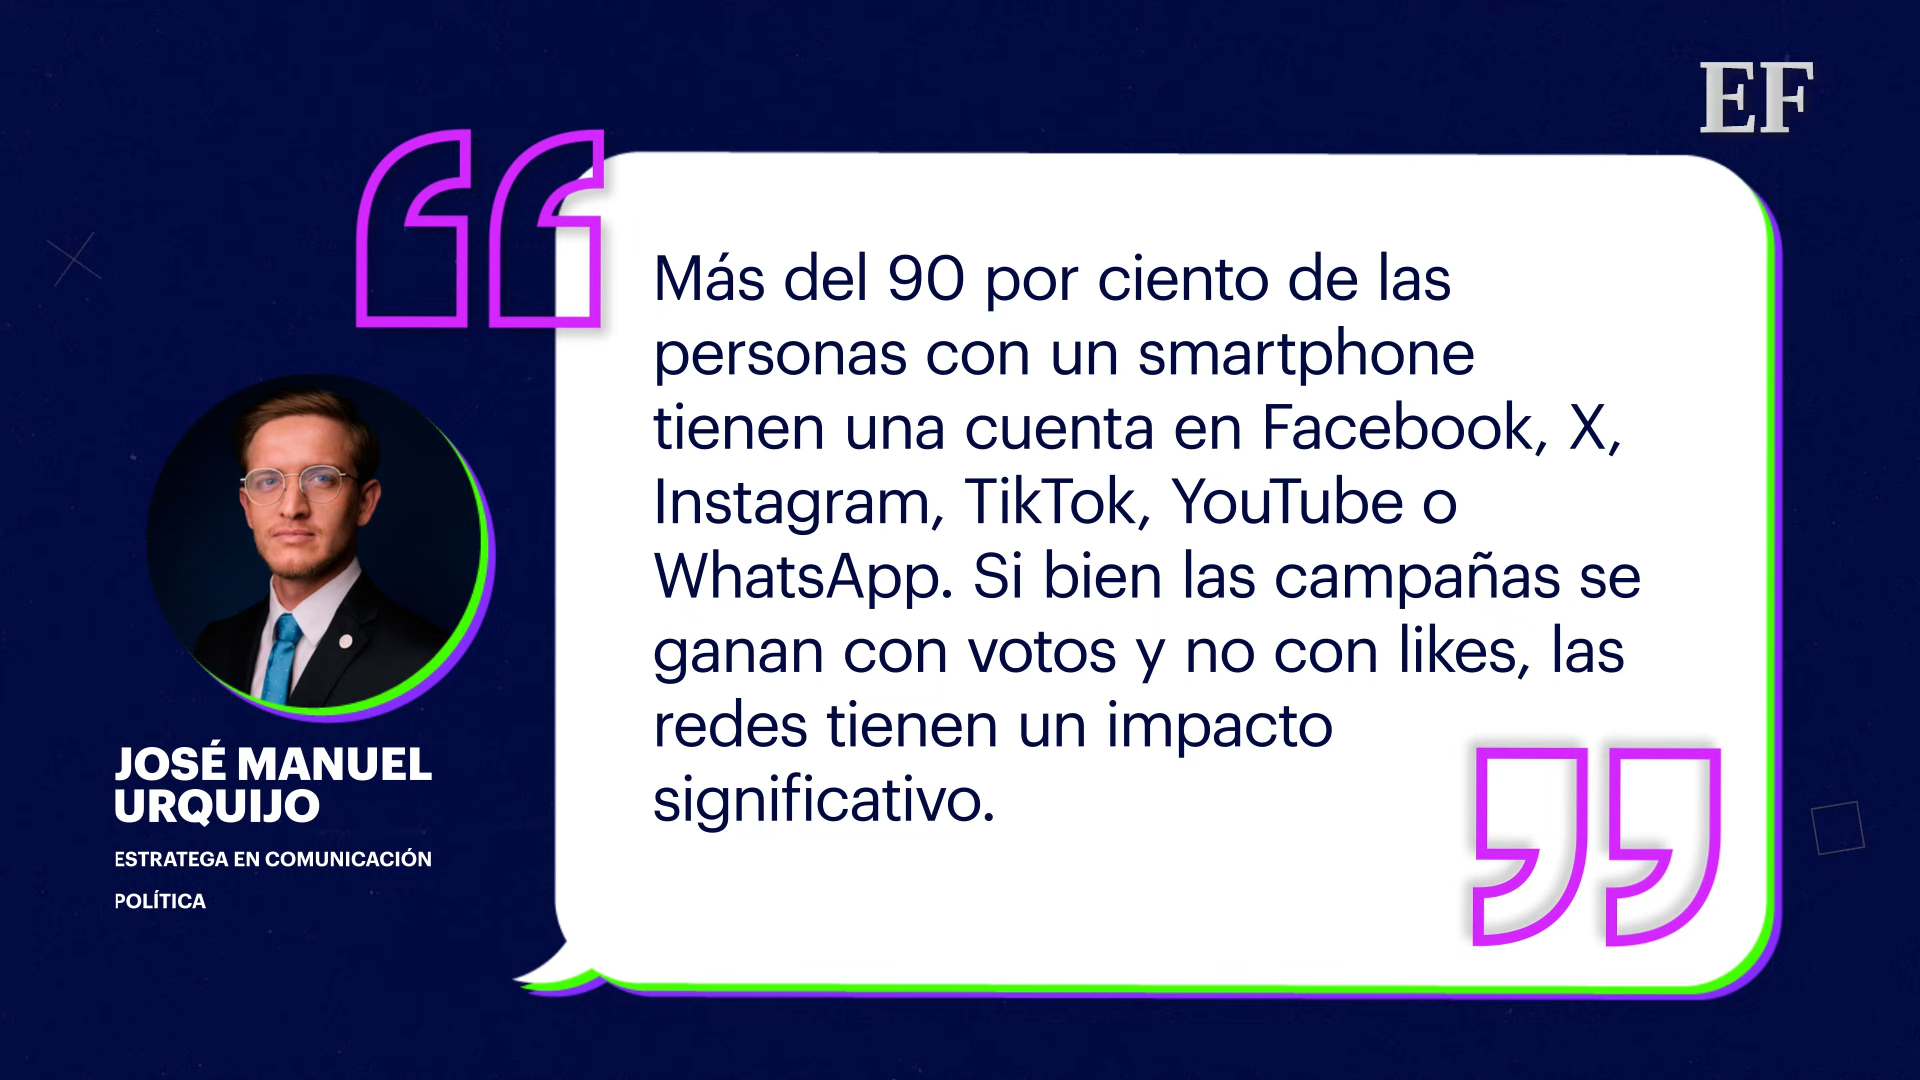 EF
Más del 90 por ciento de las
personas con un smartphone
tienen una cuenta en Facebook, X,
Instagram, TikTok, YouTube o
WhatsApp. Si bien las campañas se
ganan con votos y no con likes, las
redes tienen un impacto
significativo.
JOSÉ MANUEL
URQUIJO
ESTRATEGA EN COMUNICACIÓN
POLÍTICA